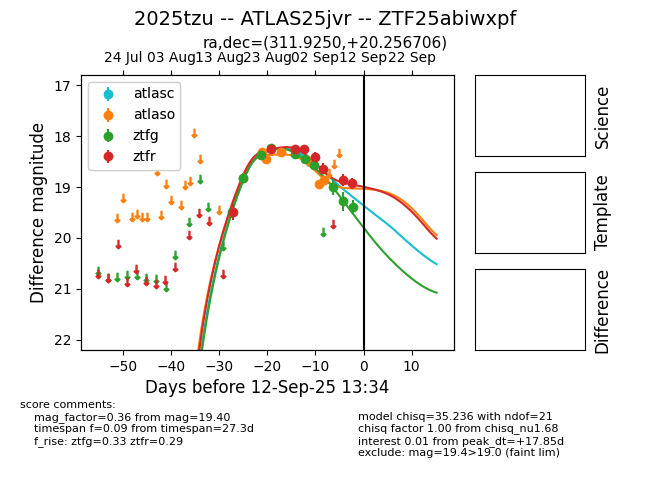 2025tzu -- ATLAS25jvr -- ZTF25abiwxpf
ra,dec=(311.9250,+20.256706)
24 Jul 03 Aug13 Aug23 Aug02 Sep12 Sep22 Sep
atlasc
atlaso
ztfg
ztfr
17
18
19
20
21
22
Difference magnitude
−50 −40 −30 −20 −10 0 10
Days before 12-Sep-25 13:34
Science
Template
Difference
score comments:
mag_factor=0.36 from mag=19.40
timespan f=0.09 from timespan=27.3d
f_rise: ztfg=0.33 ztfr=0.29
model chisq=35.236 with ndof=21
chisq factor 1.00 from chisq_nu1.68
interest 0.01 from peak_dt=+17.85d
exclude: mag=19.4>19.0 (faint lim)